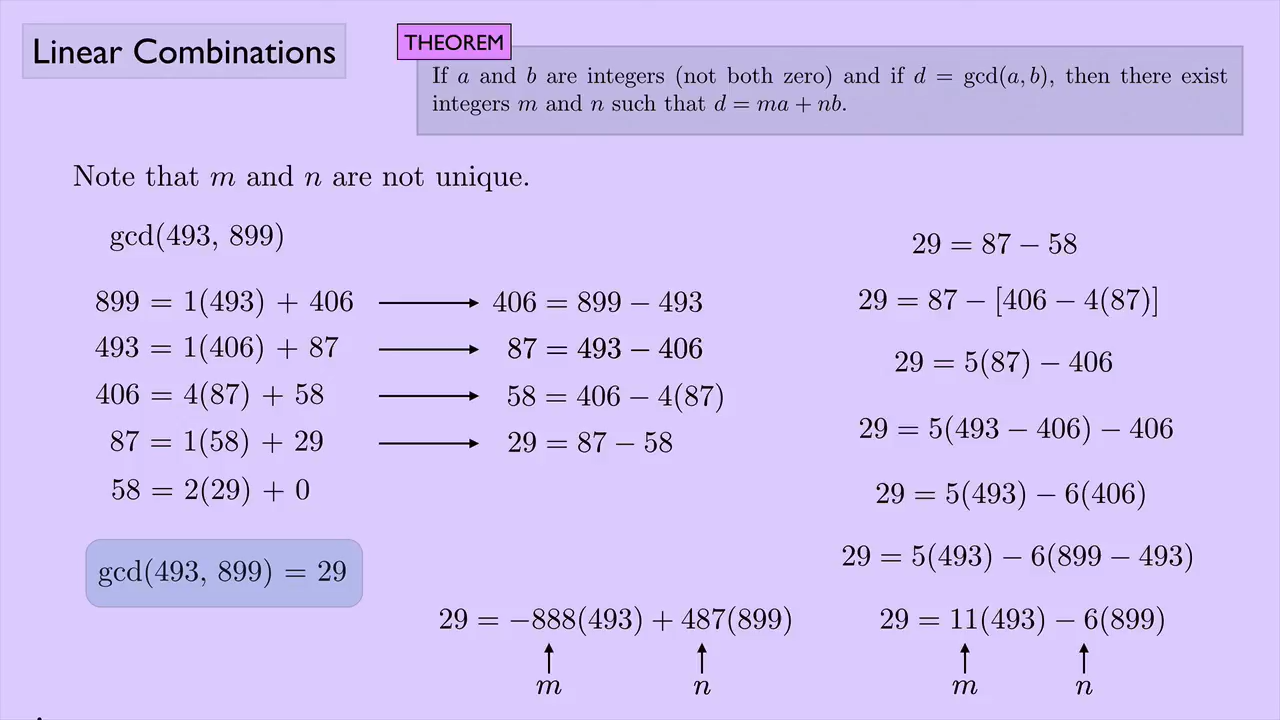 Linear Combinations
THEOREM
If a and b are integers (not both zero) and if d = gcd(a, b), then there exist
integers m and n such that d = ma + nb.
Note that m and n are not unique.
gcd(493, 899)
899 = 1(493) + 406
493 = 1(406) + 87
406 = 4(87) + 58
87 = 1(58) + 29
58 = 2(29) + 0
gcd(493, 899) = 29
406 = 899 − 493
87 = 493 − 406
58 = 406 − 4(87)
29 = 87 − 58
29 = −888(493) + 487(899)
m
n
29 = 87 − 58
29 = 87 − [406 − 4(87)]
29 = 5(87) − 406
29 = 5(493 − 406) − 406
29 = 5(493) − 6(406)
29 = 5(493) − 6(899 − 493)
29 = 11(493) − 6(899)
m
n